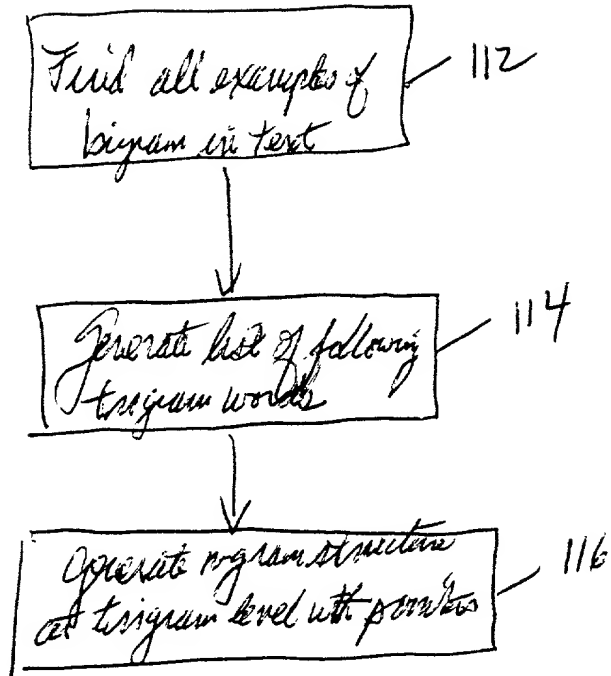 Find all examples of
bigram in text
112
Generate list of following
trigram words
114
Generate ngram structure
at trigram level with pointers
116